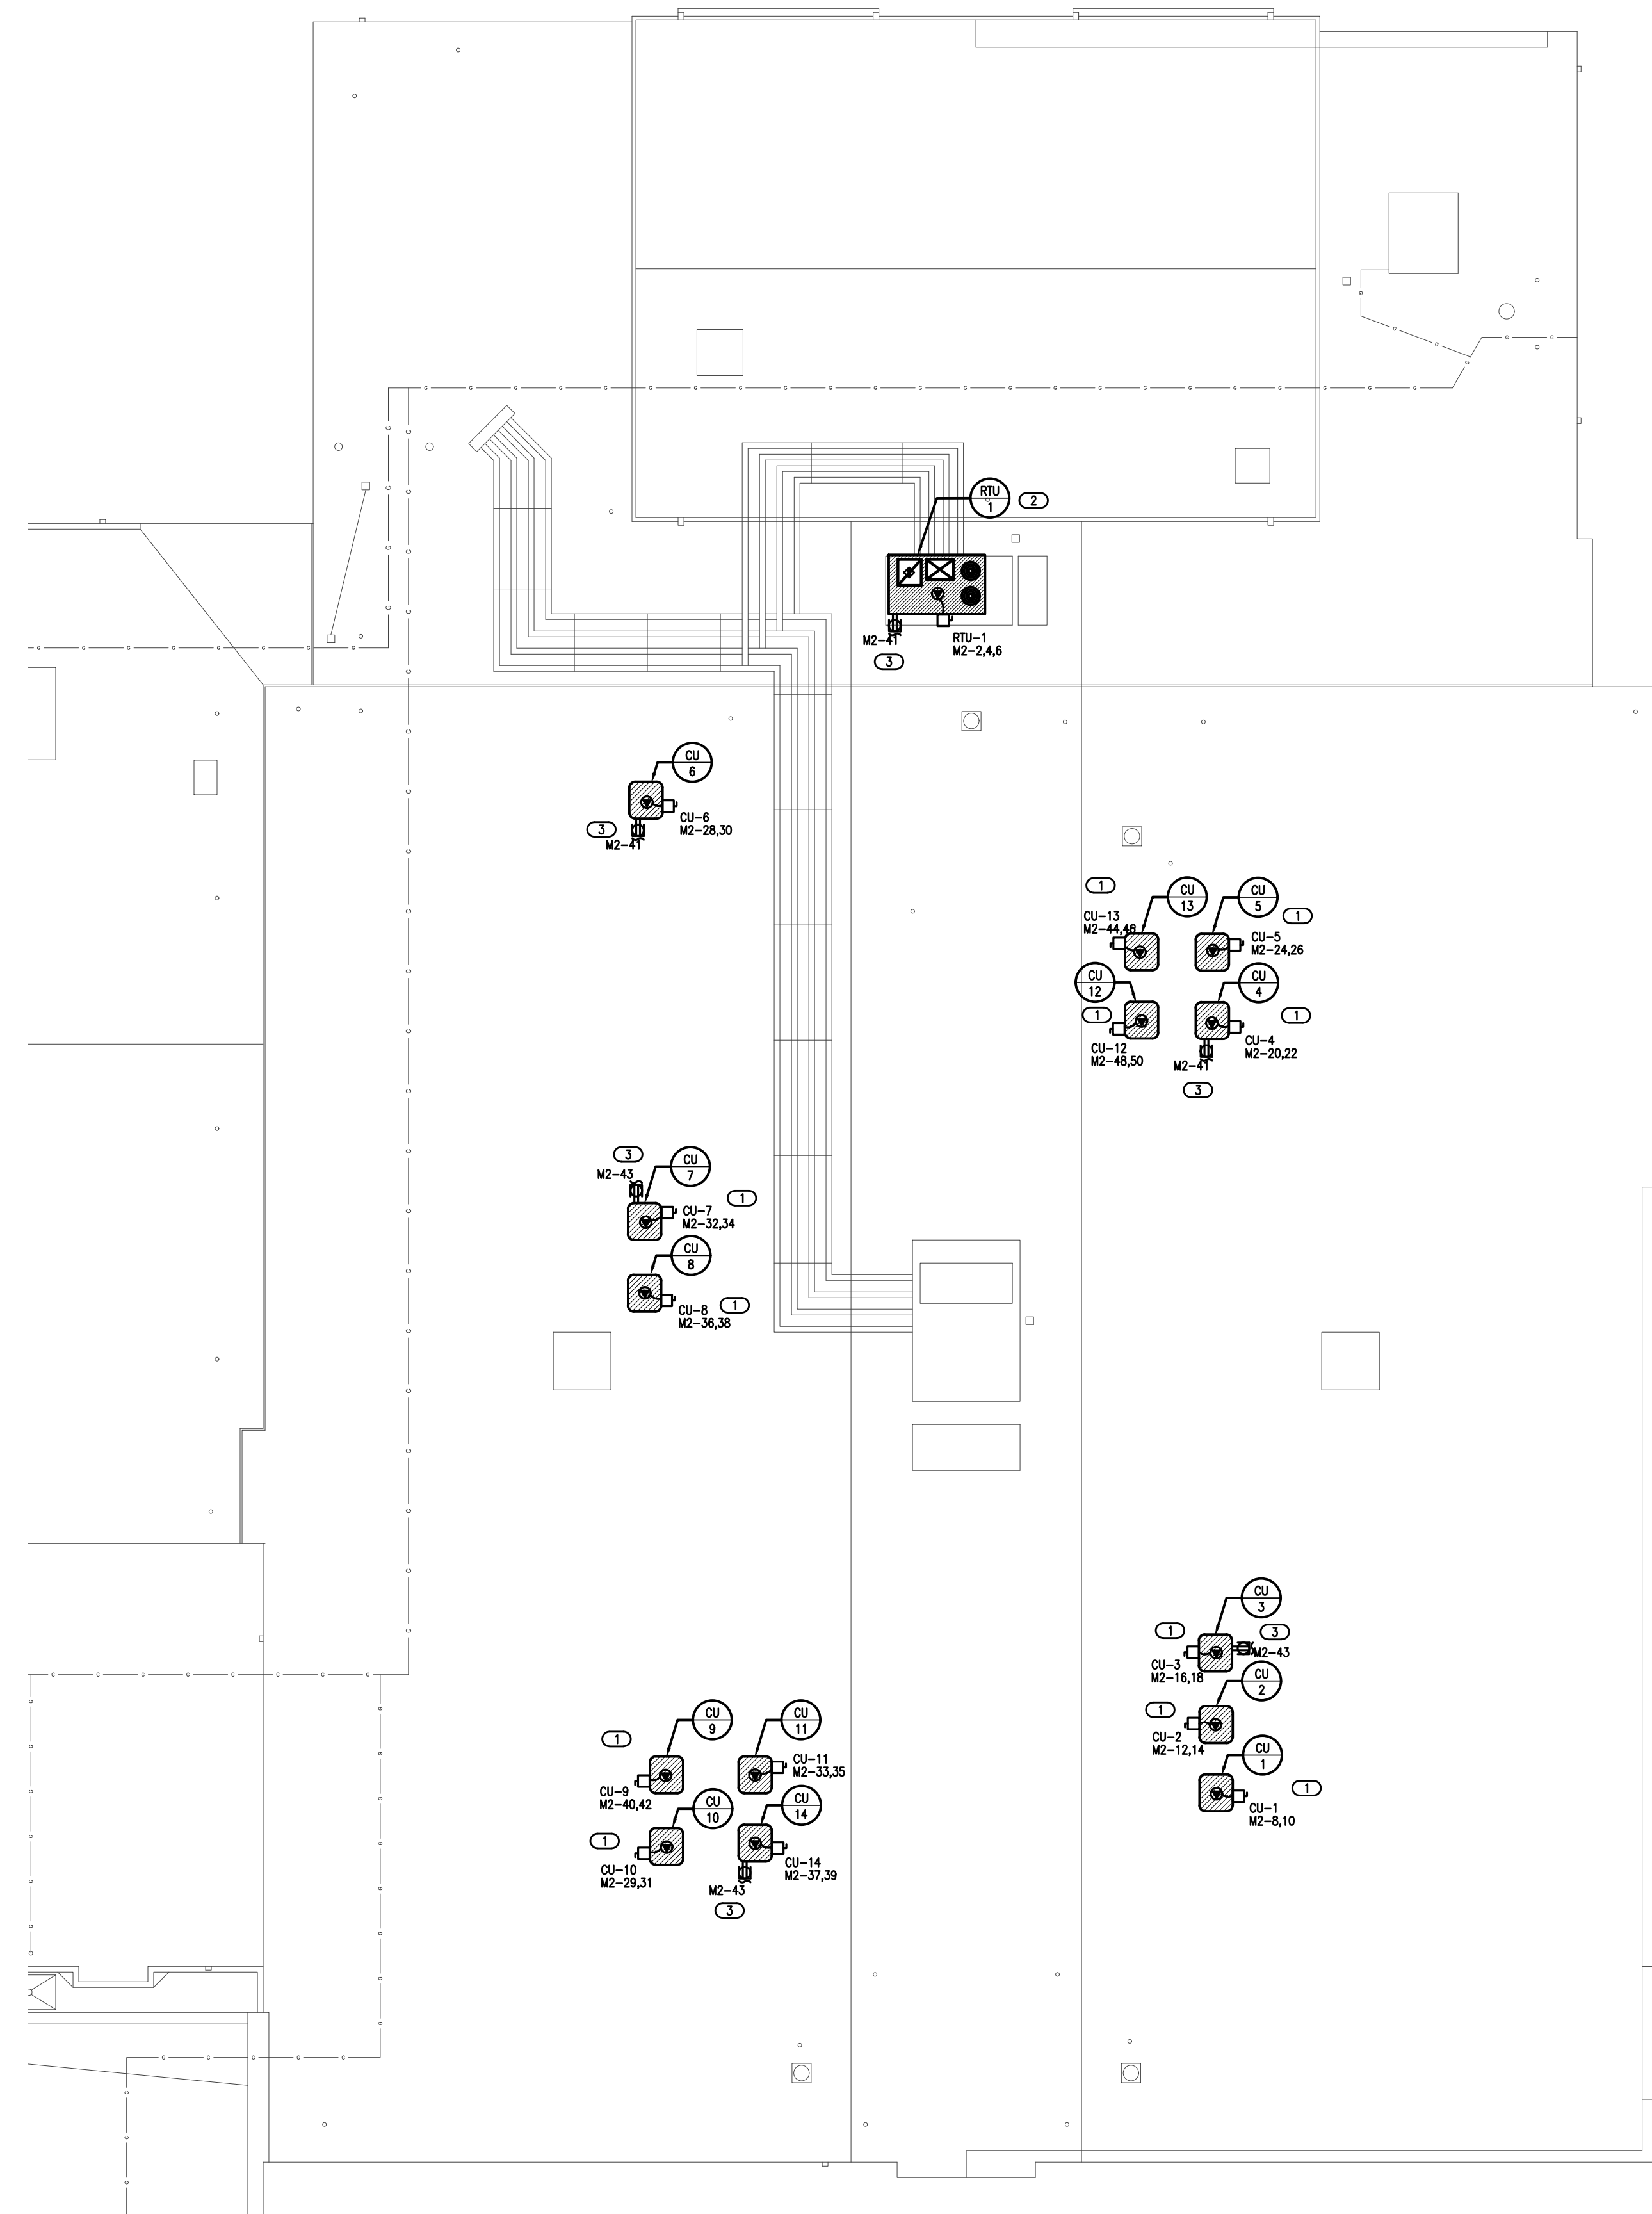 RTU
1
2
M2-41
3
RTU-1
M2-2,4,6
CU
6
3
M2-41
CU-6
M2-28,30
1
CU
13
CU
5
1
CU-13
M2-44,46
CU-5
M2-24,26
CU
12
CU
4
1
1
CU-12
M2-48,50
CU-4
M2-20,22
M2-41
3
3
M2-43
CU
7
1
CU-7
M2-32,34
CU
8
CU-8
M2-36,38
1
CU
3
1
3
M2-43
CU-3
M2-16,18
CU
2
1
CU-2
M2-12,14
CU
1
1
CU-1
M2-8,10
CU
9
CU
11
1
CU-11
M2-33,35
CU-9
M2-40,42
CU
10
CU
14
1
CU-10
M2-29,31
CU-14
M2-37,39
M2-43
3
G G G G G G G G G G G G G G G G G G G G G G G
G G G G G G G G
G G G G G G G G
G G G G G